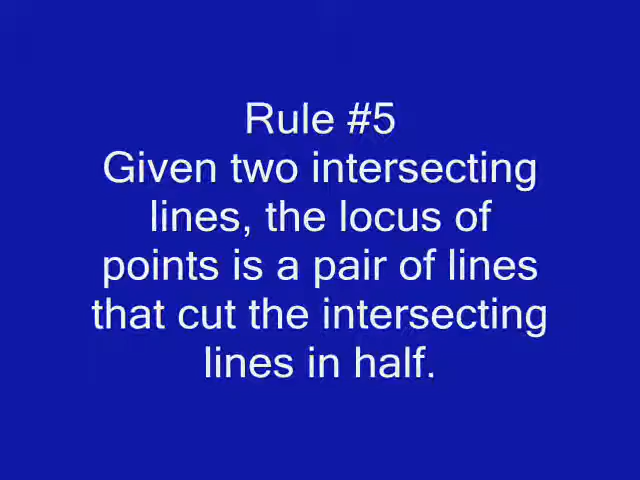 Rule #5
Given two intersecting
lines, the locus of
points is a pair of lines
that cut the intersecting
lines in half.